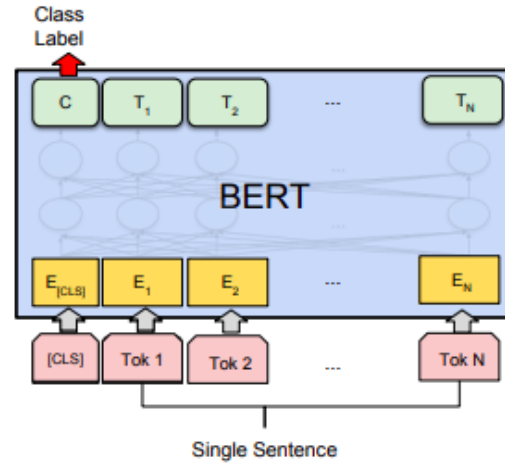 Class
Label
C T1 T2 ... TN
...
BERT
...
E[CLS] E1 E2 ... EN
[CLS] Tok 1 Tok 2 ... Tok N
Single Sentence